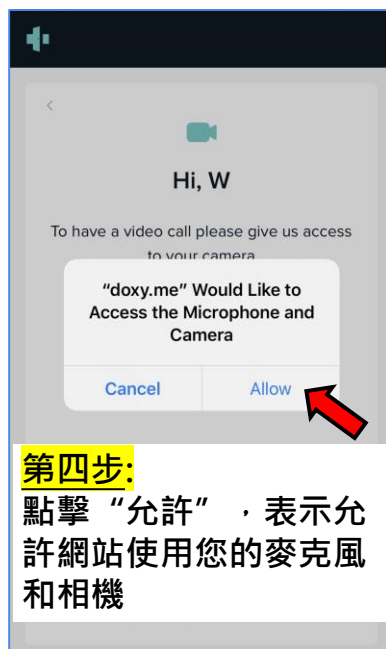 <
Hi, W
To have a video call please give us access
to your camera
“doxy.me” Would Like to
Access the Microphone and
Camera
Cancel
Allow
第四步:
點擊“允許”，表示允
許網站使用您的麥克風
和相機